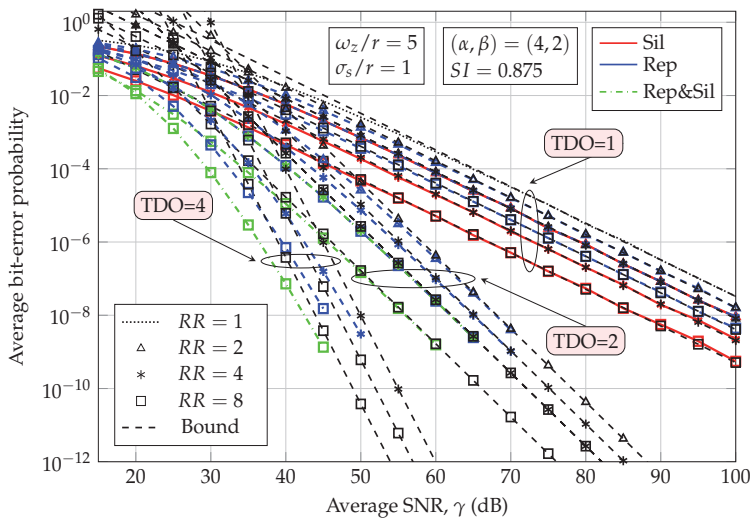 Average bit-error probability
10^0
10^−2
10^−4
10^−6
10^−8
10^−10
10^−12
ω_z/r = 5
σ_s/r = 1
(α, β) = (4, 2)
SI = 0.875
Sil
Rep
Rep&Sil
TDO=1
TDO=4
TDO=2
RR = 1
RR = 2
RR = 4
RR = 8
Bound
20 30 40 50 60 70 80 90 100
Average SNR, γ (dB)